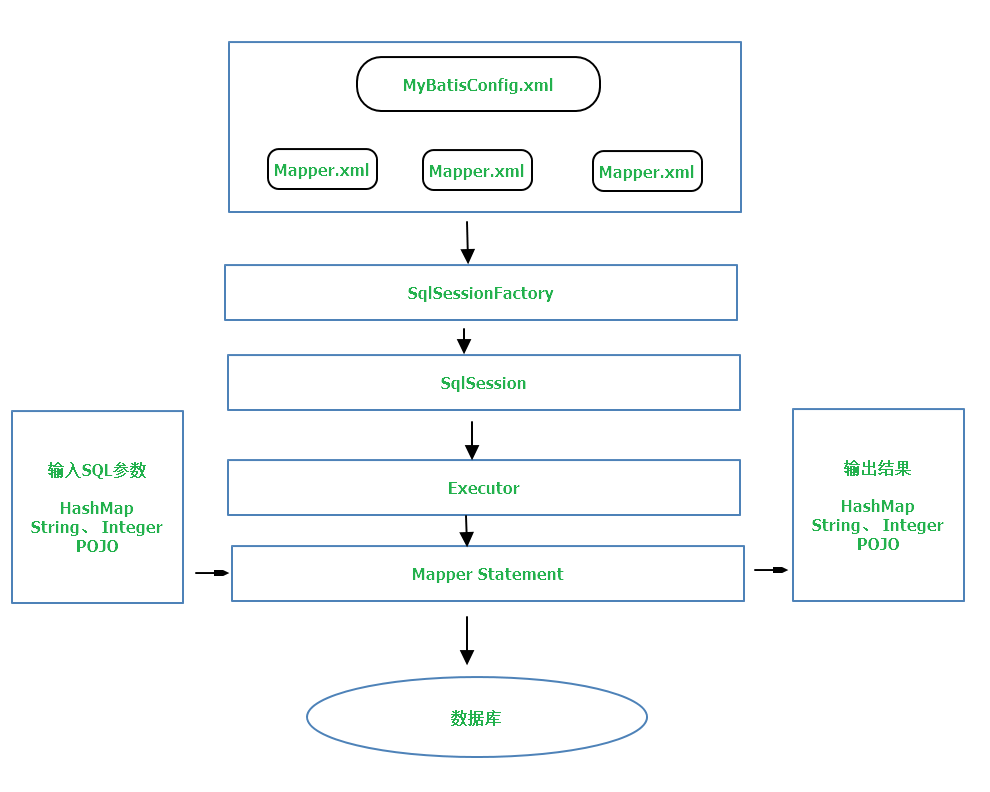 MyBatisConfig.xml
Mapper.xml
Mapper.xml
Mapper.xml
SqlSessionFactory
SqlSession
Executor
Mapper Statement
数据库
输入SQL参数
HashMap
String、 Integer
POJO
输出结果
HashMap
String、 Integer
POJO